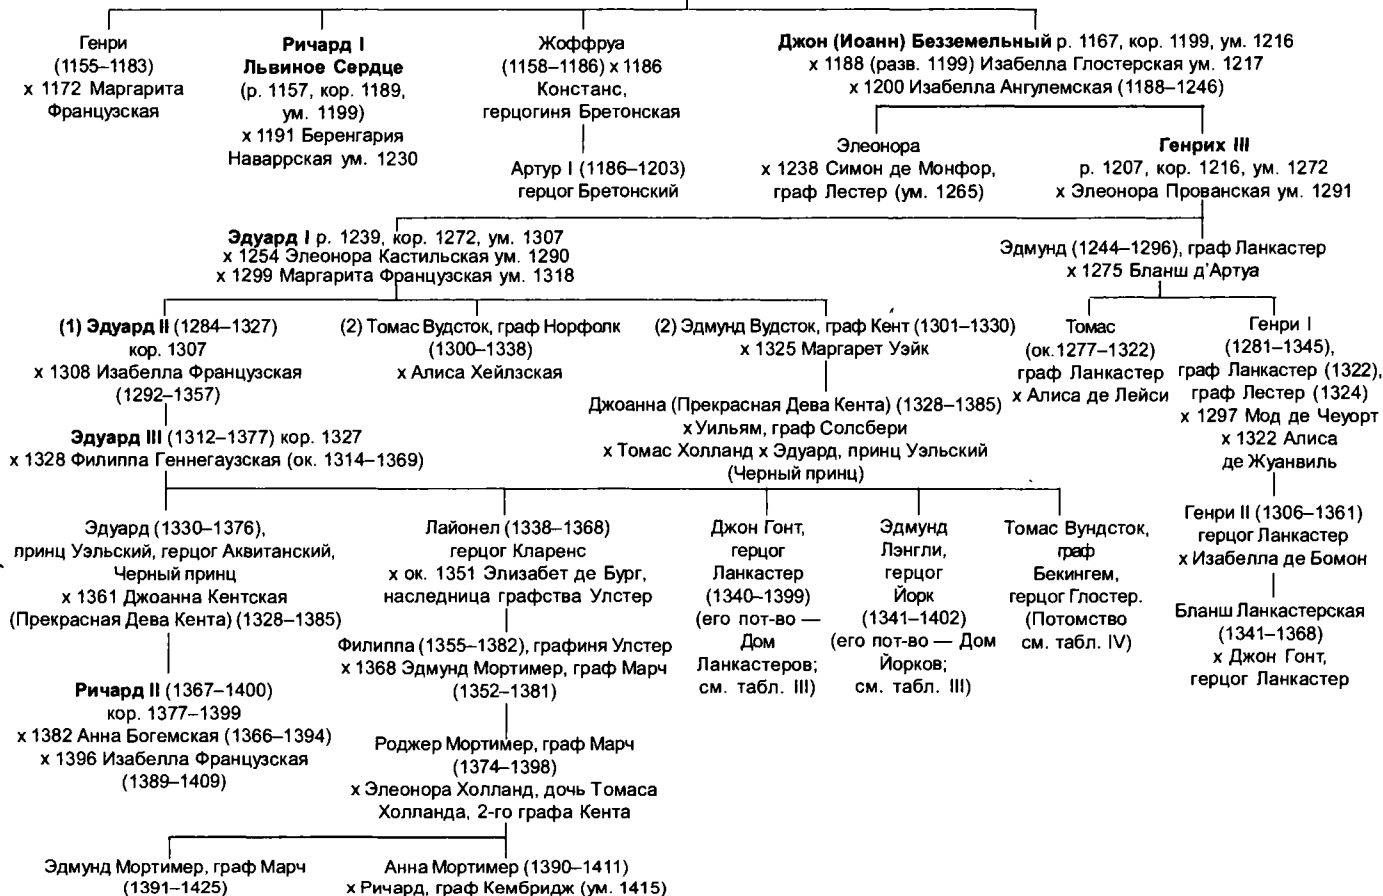 Генри
(1155–1183)
х 1172 Маргарита
Французская
Ричард I
Львиное Сердце
(р. 1157, кор. 1189,
ум. 1199)
х 1191 Беренгария
Наваррская ум. 1230
Жоффруа
(1158–1186) х 1186
Констанс,
герцогиня Бретонская
Артур I (1186–1203)
герцог Бретонский
Джон (Иоанн) Безземельный р. 1167, кор. 1199, ум. 1216
х 1188 (разв. 1199) Изабелла Глостерская ум. 1217
х 1200 Изабелла Ангулемская (1188–1246)
Элеонора
х 1238 Симон де Монфор,
граф Лестер (ум. 1265)
Генрих III
р. 1207, кор. 1216, ум. 1272
х Элеонора Прованская ум. 1291
Эдуард I р. 1239, кор. 1272, ум. 1307
х 1254 Элеонора Кастильская ум. 1290
х 1299 Маргарита Французская ум. 1318
Эдмунд (1244–1296), граф Ланкастер
х 1275 Бланш д'Артуа
(1) Эдуард II (1284–1327)
кор. 1307
х 1308 Изабелла Французская
(1292–1357)
(2) Томас Вудсток, граф Норфолк
(1300–1338)
х Алиса Хейлзская
(2) Эдмунд Вудсток, граф Кент (1301–1330)
х 1325 Маргарет Уэйк
Томас
(ок.1277–1322)
граф Ланкастер
х Алиса де Лейси
Генри I
(1281–1345),
граф Ланкастер (1322),
граф Лестер (1324)
х 1297 Мод де Чеуорт
х 1322 Алиса
де Жуанвиль
Джоанна (Прекрасная Дева Кента) (1328–1385)
х Уильям, граф Солсбери
х Томас Холланд х Эдуард, принц Уэльский
(Черный принц)
Эдуард III (1312–1377) кор. 1327
х 1328 Филиппа Геннегаузская (ок. 1314–1369)
Эдуард (1330–1376),
принц Уэльский, герцог Аквитанский,
Черный принц
х 1361 Джоанна Кентская
(Прекрасная Дева Кента) (1328–1385)
Ричард II (1367–1400)
кор. 1377–1399
х 1382 Анна Богемская (1366–1394)
х 1396 Изабелла Французская
(1389–1409)
Лайонел (1338–1368)
герцог Кларенс
х ок. 1351 Элизабет де Бург,
наследница графства Улстер
Филиппа (1355–1382), графиня Улстер
х 1368 Эдмунд Мортимер, граф Марч
(1352–1381)
Роджер Мортимер, граф Марч
(1374–1398)
х Элеонора Холланд, дочь Томаса
Холланда, 2-го графа Кента
Джон Гонт,
герцог
Ланкастер
(1340–1399)
(его пот-во —
Дом
Ланкастеров;
см. табл. III)
Эдмунд
Лэнгли,
герцог
Йорк
(1341–1402)
(его пот-во — Дом
Йорков;
см. табл. III)
Томас Вундсток,
граф
Бекингем,
герцог Глостер.
(Потомство
см. табл. IV)
Генри II (1306–1361)
герцог Ланкастер
х Изабелла де Бомон
Бланш Ланкастерская
(1341–1368)
х Джон Гонт,
герцог Ланкастер
Эдмунд Мортимер, граф Марч
(1391–1425)
Анна Мортимер (1390–1411)
х Ричард, граф Кембридж (ум. 1415)